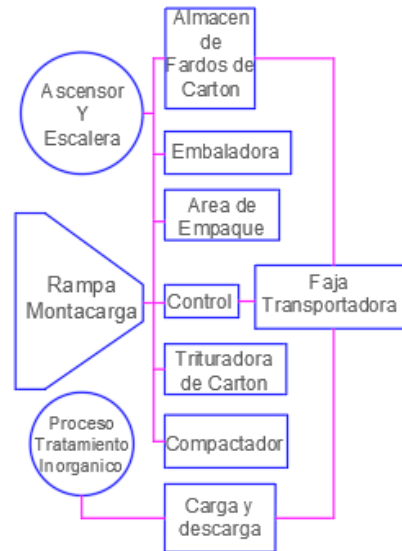 Almacen
de
Fardos de
Carton
Ascensor
Y
Escalera
Embaladora
Area de
Empaque
Rampa
Montacarga
Control
Faja
Transportadora
Trituradora
de Carton
Proceso
Tratamiento
Inorganico
Compactador
Carga y
descarga